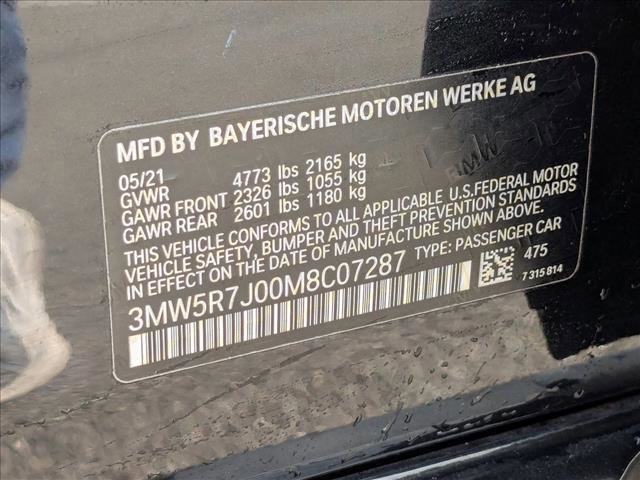 MFD BY BAYERISCHE MOTOREN WERKE AG
05/21
GVWR 4773 lbs 2165 kg
GAWR FRONT 2326 lbs 1055 kg
GAWR REAR 2601 lbs 1180 kg
THIS VEHICLE CONFORMS TO ALL APPLICABLE U.S.FEDERAL MOTOR
VEHICLE SAFETY, BUMPER AND THEFT PREVENTION STANDARDS
IN EFFECT ON THE DATE OF MANUFACTURE SHOWN ABOVE.
3MW5R7J00M8C07287 TYPE: PASSENGER CAR
475
7 315 814